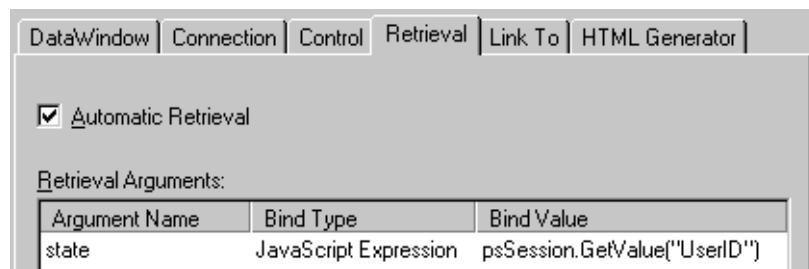 DataWindow Connection Control Retrieval Link To HTML Generator
Automatic Retrieval
Retrieval Arguments:
Argument Name Bind Type Bind Value
state JavaScript Expression psSession.GetValue("UserID")